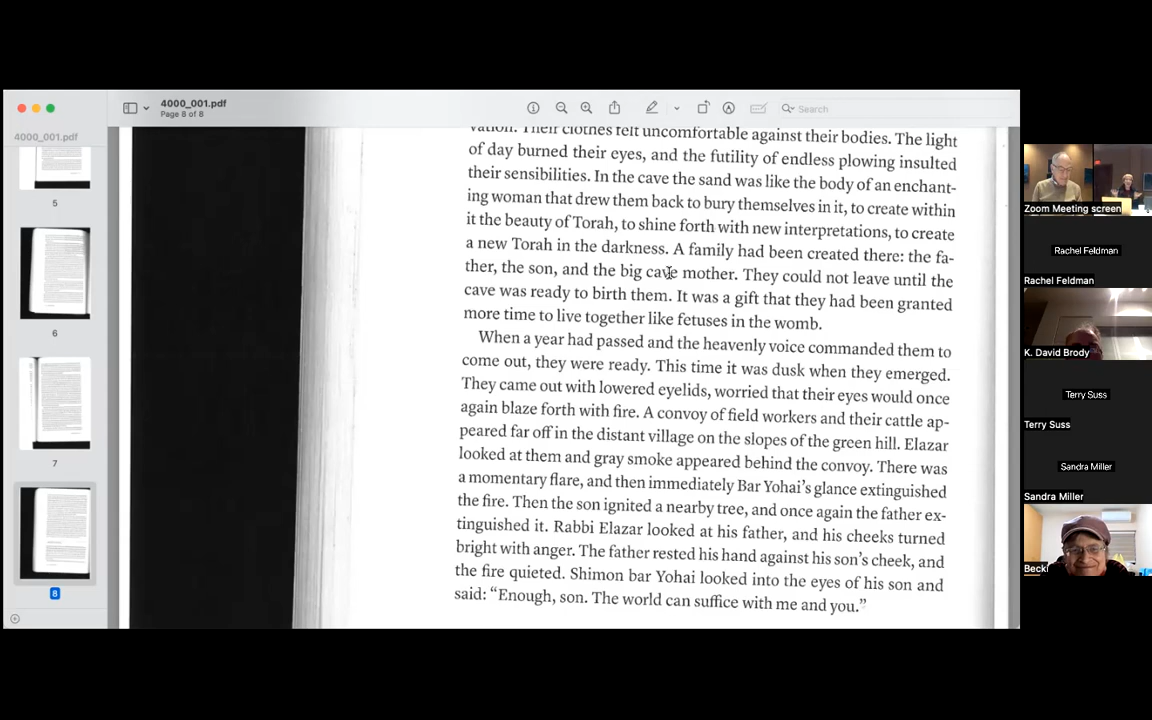 4000_001.pdf
Page 8 of 8
Search
4000_001.pdf
5
6
7
8
vation. Their clothes felt uncomfortable against their bodies. The light
of day burned their eyes, and the futility of endless plowing insulted
their sensibilities. In the cave the sand was like the body of an enchant-
ing woman that drew them back to bury themselves in it, to create within
it the beauty of Torah, to shine forth with new interpretations, to create
a new Torah in the darkness. A family had been created there: the fa-
ther, the son, and the big cave mother. They could not leave until the
cave was ready to birth them. It was a gift that they had been granted
more time to live together like fetuses in the womb.
When a year had passed and the heavenly voice commanded them to
come out, they were ready. This time it was dusk when they emerged.
They came out with lowered eyelids, worried that their eyes would once
again blaze forth with fire. A convoy of field workers and their cattle ap-
peared far off in the distant village on the slopes of the green hill. Elazar
looked at them and gray smoke appeared behind the convoy. There was
a momentary flare, and then immediately Bar Yohai's glance extinguished
the fire. Then the son ignited a nearby tree, and once again the father ex-
tinguished it. Rabbi Elazar looked at his father, and his cheeks turned
bright with anger. The father rested his hand against his son's cheek, and
the fire quieted. Shimon bar Yohai looked into the eyes of his son and
said: “Enough, son. The world can suffice with me and you.”
Zoom Meeting screen
Rachel Feldman
Rachel Feldman
K. David Brody
Terry Suss
Terry Suss
Sandra Miller
Sandra Miller
Becki